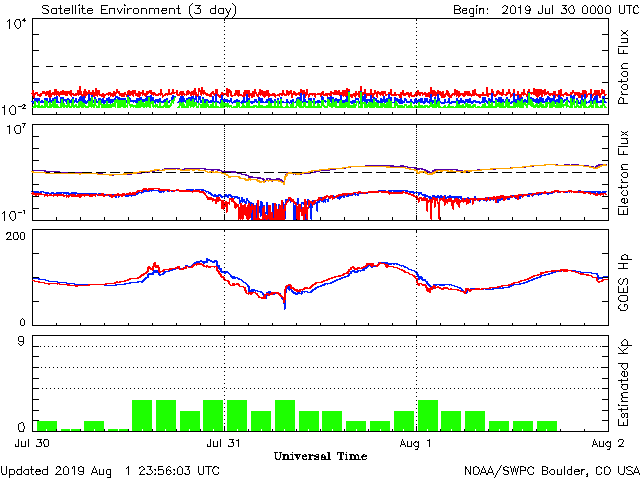 Satellite Environment (3 day) Begin: 2019 Jul 30 0000 UTC
10^4
10^-2
Proton Flux
10^7
10^-1
Electron Flux
200
0
GOES Hp
9
0
Estimated Kp
Jul 30 Jul 31 Aug 1 Aug 2
Universal Time
Updated 2019 Aug 1 23:56:03 UTC NOAA/SWPC Boulder, CO USA